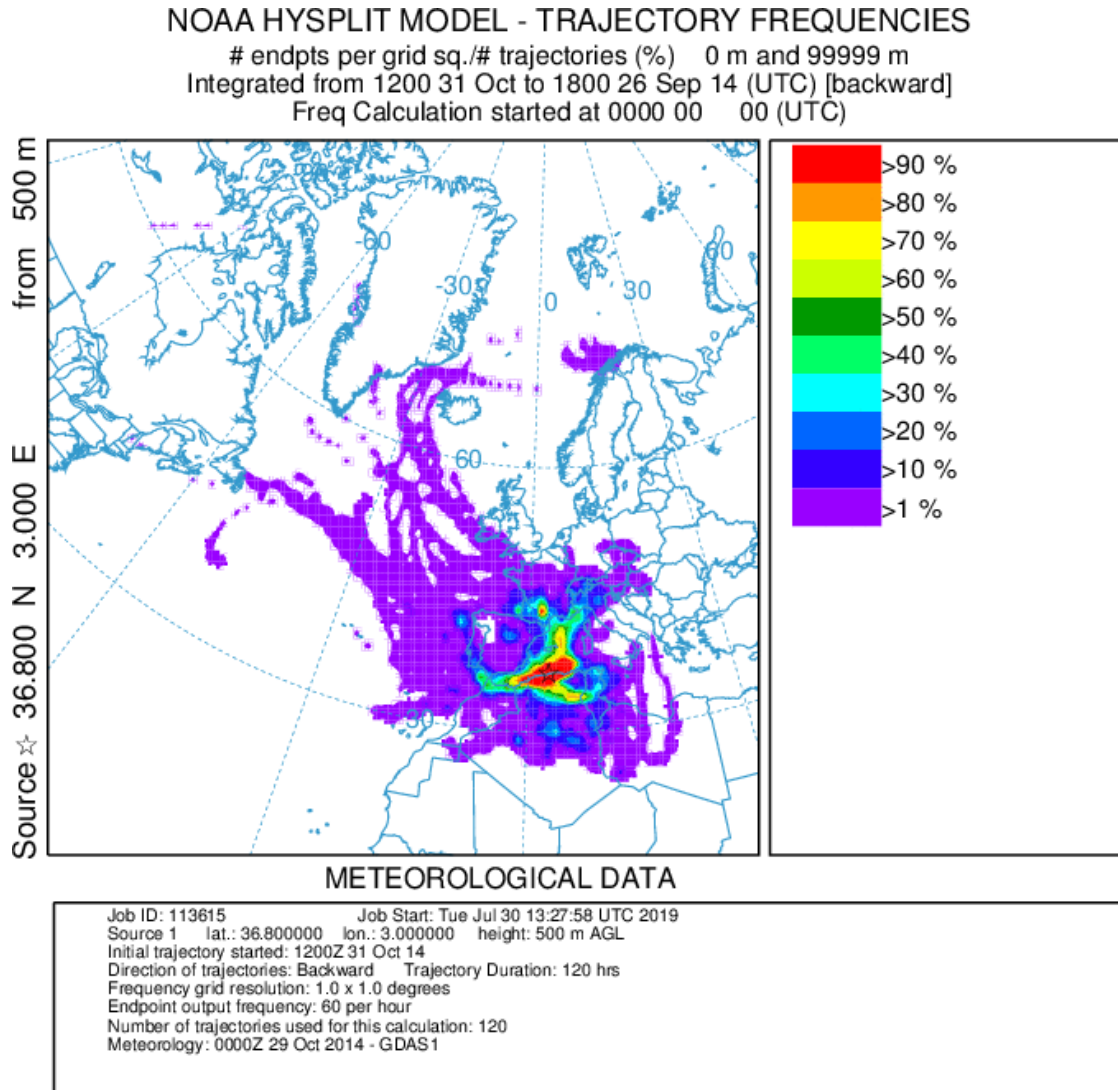 NOAA HYSPLIT MODEL - TRAJECTORY FREQUENCIES
# endpts per grid sq./# trajectories (%)    0 m and 99999 m
Integrated from 1200 31 Oct to 1800 26 Sep 14 (UTC) [backward]
Freq Calculation started at 0000 00    00 (UTC)
Source ☆ 36.800 N 3.000 E from 500 m
-60
-30
0
30
60
60
30
>90 %
>80 %
>70 %
>60 %
>50 %
>40 %
>30 %
>20 %
>10 %
>1 %
METEOROLOGICAL DATA
Job ID: 113615    Job Start: Tue Jul 30 13:27:58 UTC 2019
Source 1    lat.: 36.800000    lon.: 3.000000    height: 500 m AGL
Initial trajectory started: 1200Z 31 Oct 14
Direction of trajectories: Backward    Trajectory Duration: 120 hrs
Frequency grid resolution: 1.0 x 1.0 degrees
Endpoint output frequency: 60 per hour
Number of trajectories used for this calculation: 120
Meteorology: 0000Z 29 Oct 2014 - GDAS1